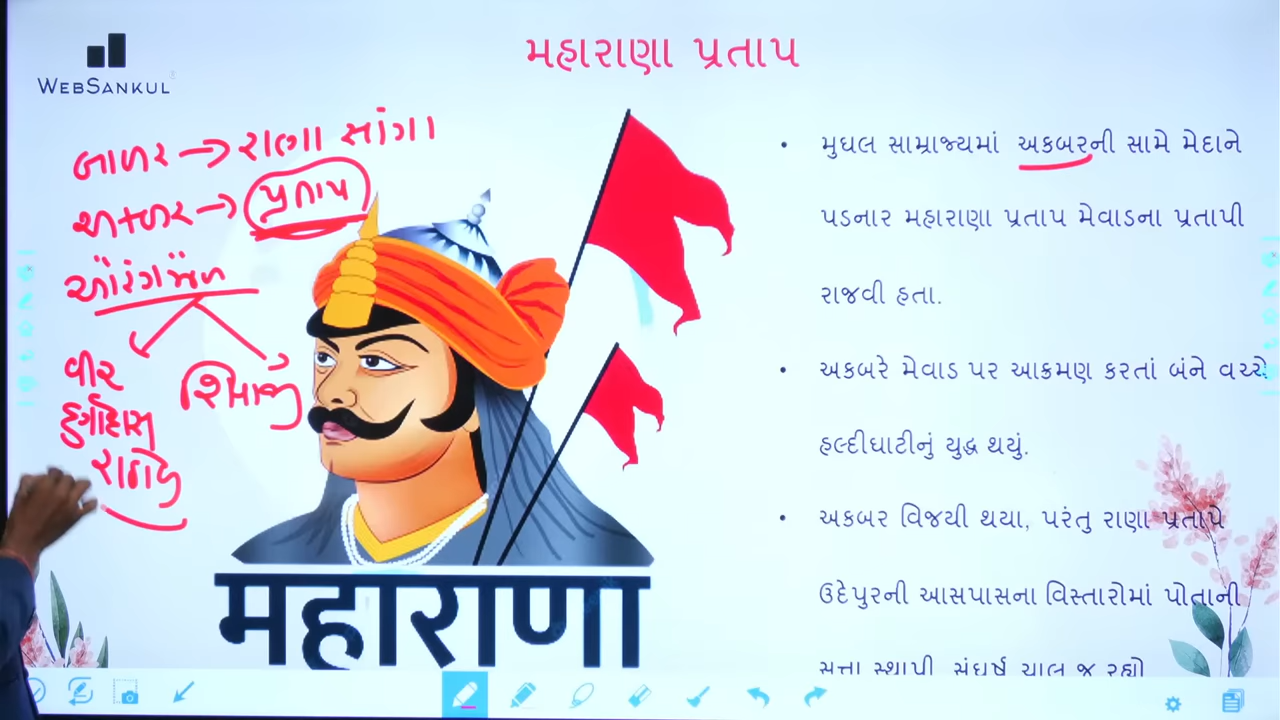 WEBSANKUL
મહારાણા પ્રતાપ
બાબર → રાણા સાંગા
અકબર → પ્રતાપ
ઔરંગઝેબ
વીર
દુર્ગાદાસ
રાઠોડ
શિવાજી
• મુઘલ સામ્રાજ્યમાં અકબરની સામે મેદાને
પડનાર મહારાણા પ્રતાપ મેવાડના પ્રતાપી
રાજવી હતા.
• અકબરે મેવાડ પર આક્રમણ કરતાં બંને વચ્ચે
હલ્દીઘાટીનું યુદ્ધ થયું.
• અકબર વિજયી થયા, પરંતુ રાણા પ્રતાપે
ઉદેપુરની આસપાસના વિસ્તારોમાં પોતાની
સત્તા સ્થાપી સંઘર્ષ ચાલુ જ રહ્યો
महाराणा